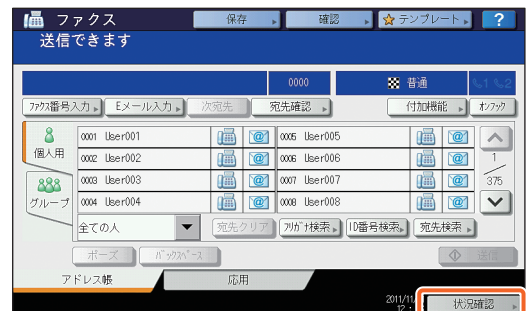 ファクス 保存 確認 テンプレート ?
送信できます
0000 普通 1 2
ファクス番号入力 Eメール入力 次宛先 宛先確認 付加機能 オンフック
個人用 0001 User001 0005 User005
0002 User002 0006 User006 1
グループ 0003 User003 0007 User007 375
0004 User004 0008 User008
全ての人 宛先クリア フリガナ検索 ID番号検索 宛先検索
ポーズ バックスペース 送信
アドレス帳 応用
2011/11/ 状況確認
12: